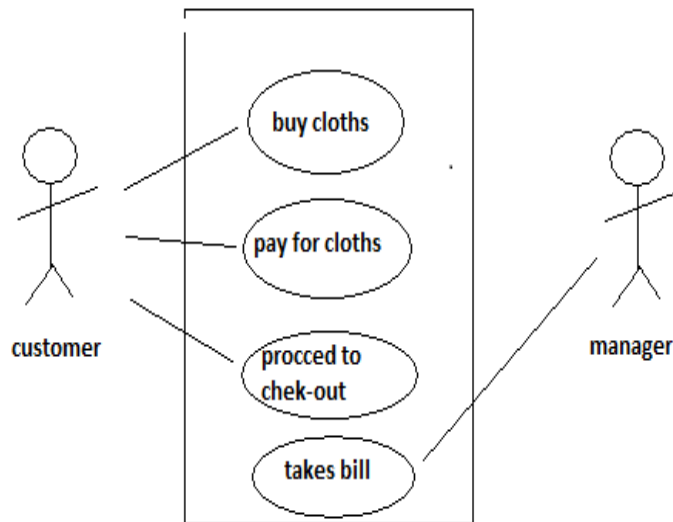 buy cloths
pay for cloths
customer
manager
procced to
chek-out
takes bill